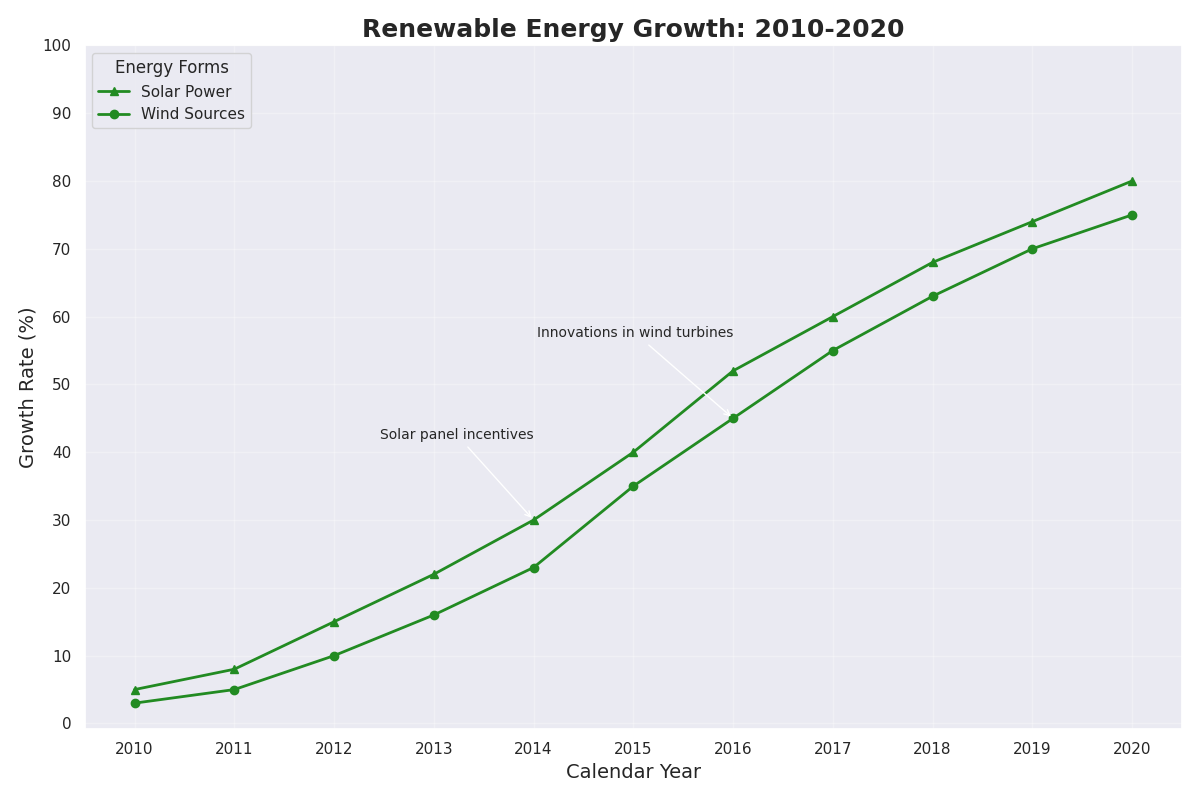 Renewable Energy Growth: 2010-2020
Energy Forms
Solar Power
Wind Sources
Growth Rate (%)
100
90
80
70
60
50
40
30
20
10
0
Innovations in wind turbines
Solar panel incentives
2010 2011 2012 2013 2014 2015 2016 2017 2018 2019 2020
Calendar Year